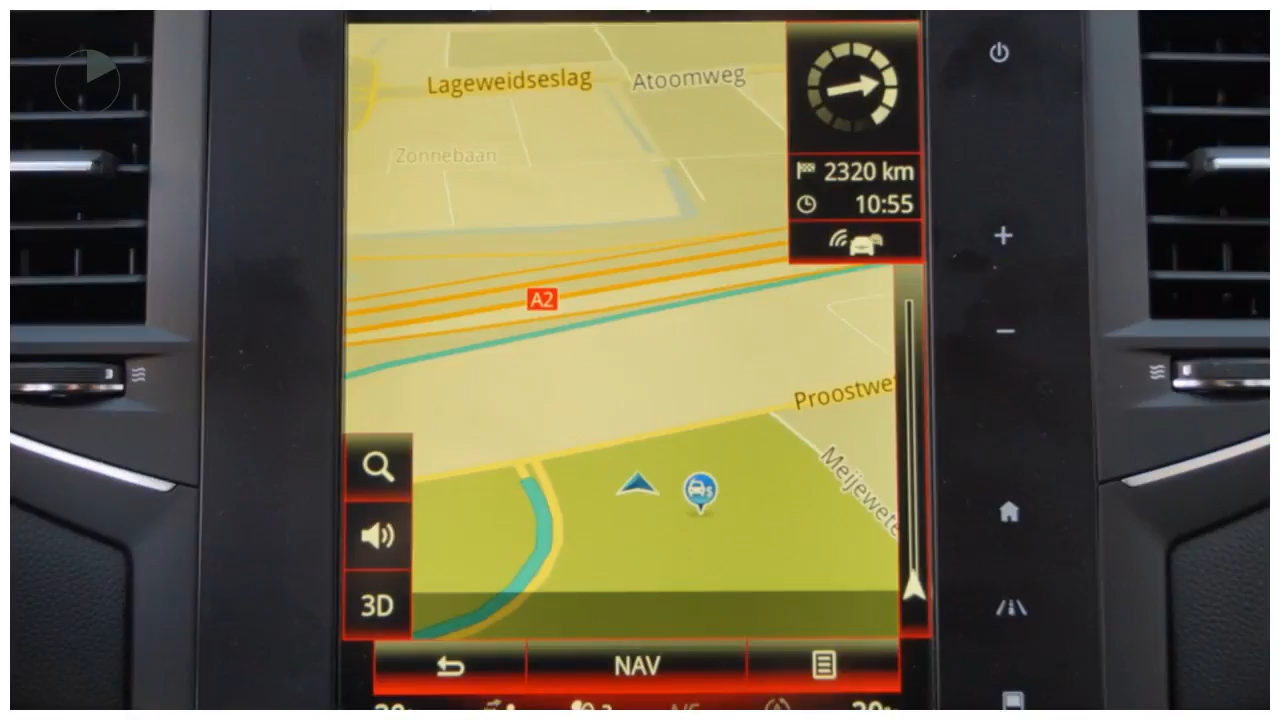 Lageweidseslag
Atoomweg
Zonnebaan
2320 km
10:55
A2
Proostwe
Meijewete
3D
NAV